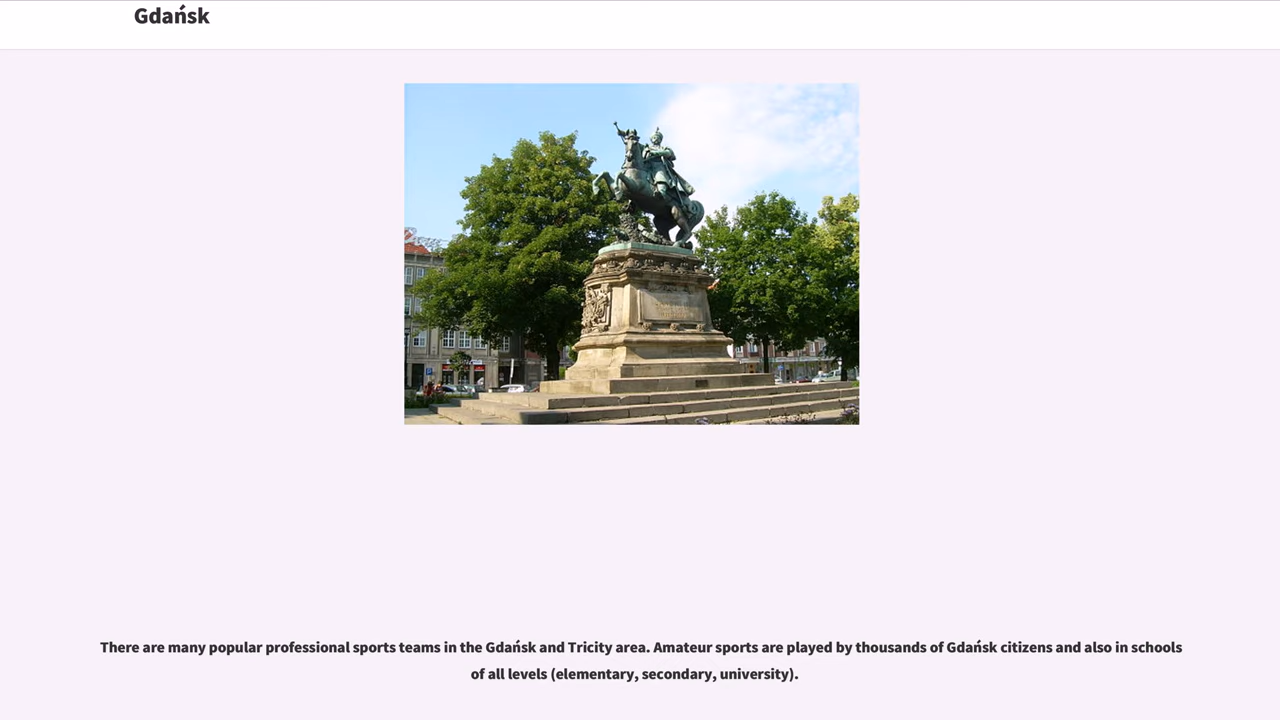 Gdańsk
There are many popular professional sports teams in the Gdańsk and Tricity area. Amateur sports are played by thousands of Gdańsk citizens and also in schools
of all levels (elementary, secondary, university).